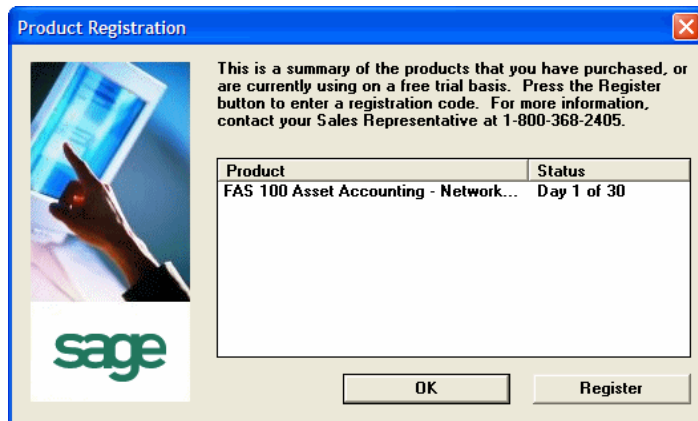 Product Registration
This is a summary of the products that you have purchased, or
are currently using on a free trial basis. Press the Register
button to enter a registration code. For more information,
contact your Sales Representative at 1-800-368-2405.
Product Status
FAS 100 Asset Accounting - Network... Day 1 of 30
sage
OK Register